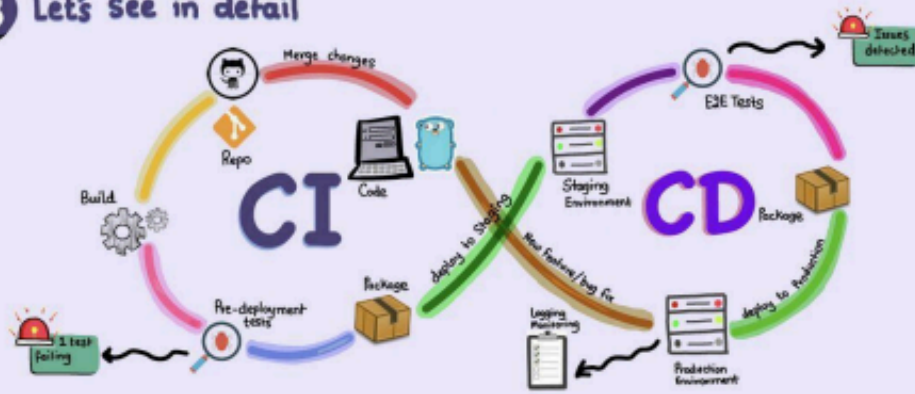 Let's see in detail
Merge changes
Repo
Code
Build
CI
Pre-deployment
tests
1 test
failing
Package
deploy to Staging
New feature/bug fix
Staging
Environment
E2E Tests
Issues
detected
CD
Package
deploy to Production
Production
Environment
Logging
Monitoring